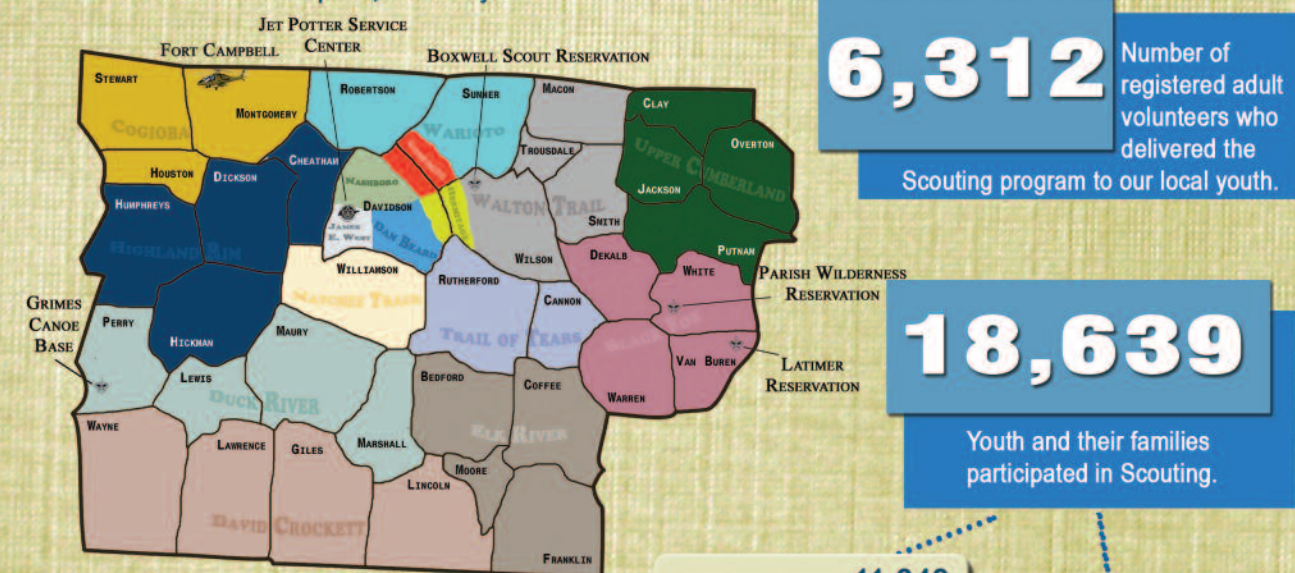 JET POTTER SERVICE
CENTER
FORT CAMPBELL
BOXWELL SCOUT RESERVATION
STEWART
MONTGOMERY
COGIOBA
HOUSTON
ROBERTSON
SUMNER
WARIOTO
MACON
TROUSDALE
CLAY
OVERTON
UPPER CUMBERLAND
JACKSON
PUTNAM
CHEATHAM
DICKSON
HUMPHREYS
HIGHLAND RIM
HICKMAN
NASHBORO
DAVIDSON
JAMES
E. WEST
DAN BEARD
HERMITAGE
WALTON TRAIL
SMITH
WILSON
DEKALB
WHITE
PARISH WILDERNESS
RESERVATION
WILLIAMSON
NATCHEZ TRACE
RUTHERFORD
CANNON
TRAIL OF TEARS
VAN BUREN
WARREN
LATIMER
RESERVATION
GRIMES
CANOE
BASE
PERRY
MAURY
LEWIS
DUCK RIVER
MARSHALL
BEDFORD
COFFEE
ELK RIVER
MOORE
WAYNE
LAWRENCE
GILES
LINCOLN
DAVID CROCKETT
FRANKLIN
6,312
Number of
registered adult
volunteers who
delivered the
Scouting program to our local youth.
18,639
Youth and their families
participated in Scouting.